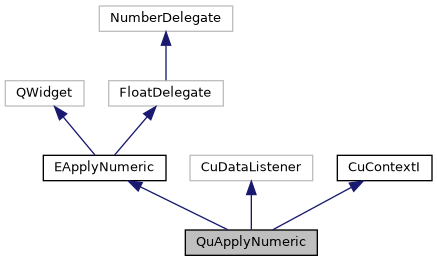 NumberDelegate
QWidget
FloatDelegate
EApplyNumeric
CuDataListener
CuContextI
QuApplyNumeric